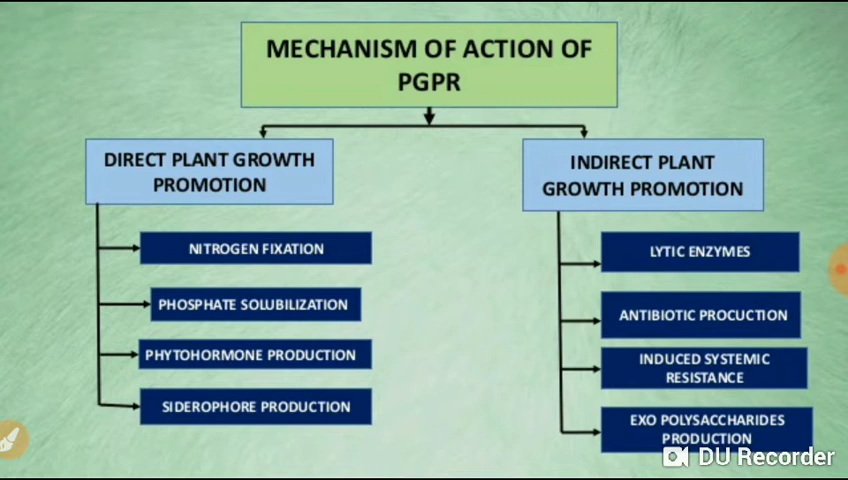 MECHANISM OF ACTION OF
PGPR
DIRECT PLANT GROWTH
PROMOTION
NITROGEN FIXATION
PHOSPHATE SOLUBILIZATION
PHYTOHORMONE PRODUCTION
SIDEROPHORE PRODUCTION
INDIRECT PLANT
GROWTH PROMOTION
LYTIC ENZYMES
ANTIBIOTIC PROCUCTION
INDUCED SYSTEMIC
RESISTANCE
EXO POLYSACCHARIDES
PRODUCTION
DU Recorder